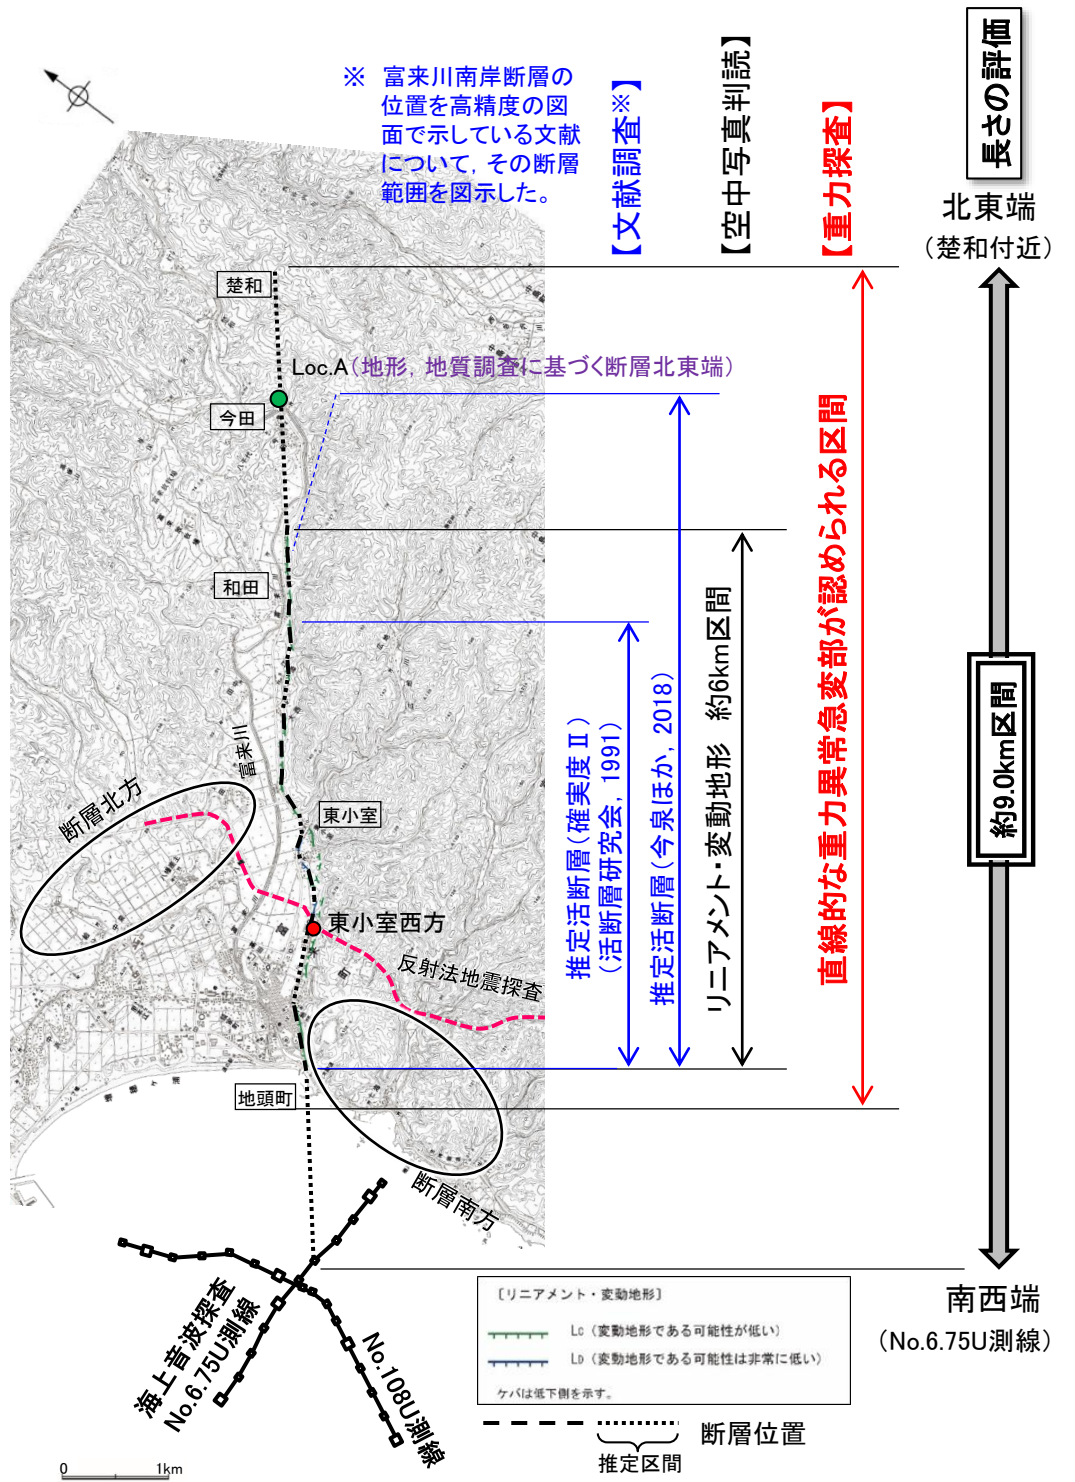 ※ 富来川南岸断層の
位置を高精度の図
面で示している文献
について，その断層
範囲を図示した。
【文献調査※】
【空中写真判読】
【重力探査】
長さの評価
北東端
（楚和付近）
楚和
Loc.A（地形，地質調査に基づく断層北東端）
今田
和田
富来川
断層北方
東小室
東小室西方
反射法地震探査
地頭町
断層南方
推定活断層（確実度Ⅱ）
（活断層研究会，1991）
推定活断層（今泉ほか，2018）
リニアメント・変動地形　約6km区間
直線的な重力異常急変部が認められる区間
約9.0km区間
南西端
（No.6.75U測線）
海上音波探査
No.6.75U測線
No.108U測線
〔リニアメント・変動地形〕
LC（変動地形である可能性が低い）
LD（変動地形である可能性は非常に低い）
ケバは低下側を示す。
断層位置
推定区間
0 1km